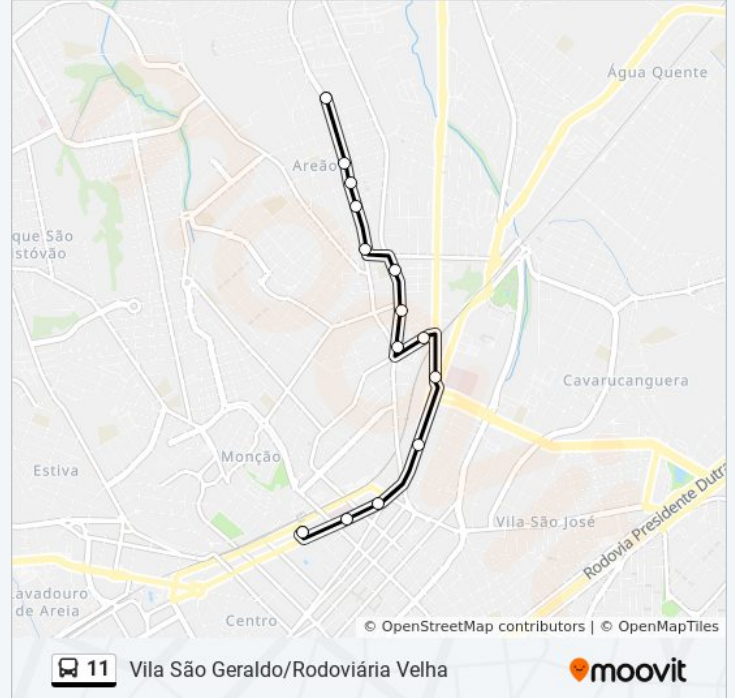 Água Quente
Areão
que São
stóvão
Cavarucanguera
Monção
Estiva
Vila São José
Rodovia Presidente Dutra
avadouro
de Areia
Centro
© OpenStreetMap contributors | © OpenMapTiles
11 Vila São Geraldo/Rodoviária Velha
moovit